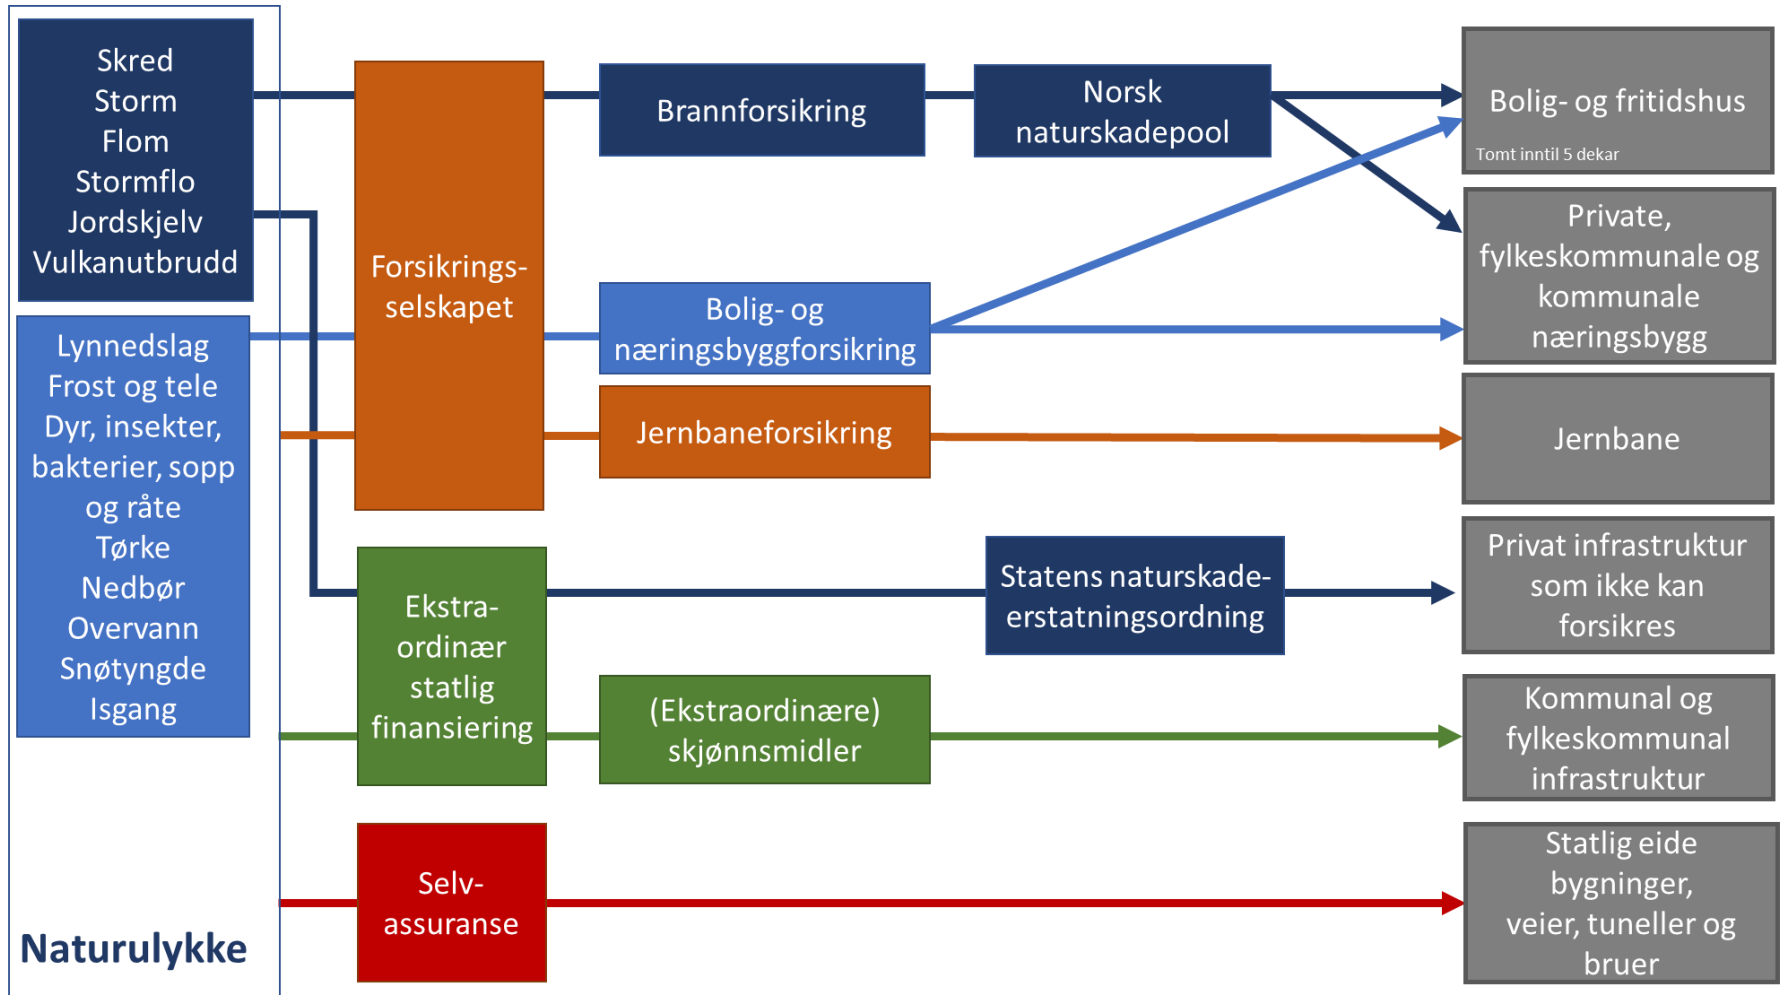 Skred
Storm
Flom
Stormflo
Jordskjelv
Vulkanutbrudd
Lynnedslag
Frost og tele
Dyr, insekter,
bakterier, sopp
og råte
Tørke
Nedbør
Overvann
Snøtyngde
Isgang
Naturulykke
Forsikrings-
selskapet
Ekstra-
ordinær
statlig
finansiering
Selv-
assuranse
Brannforsikring
Bolig- og
næringsbyggforsikring
Jernbaneforsikring
(Ekstraordinære)
skjønnsmidler
Norsk
naturskadepool
Statens naturskade-
erstatningsordning
Bolig- og fritidshus
Tomt inntil 5 dekar
Private,
fylkeskommunale og
kommunale
næringsbygg
Jernbane
Privat infrastruktur
som ikke kan
forsikres
Kommunal og
fylkeskommunal
infrastruktur
Statlig eide
bygninger,
veier, tuneller og
bruer